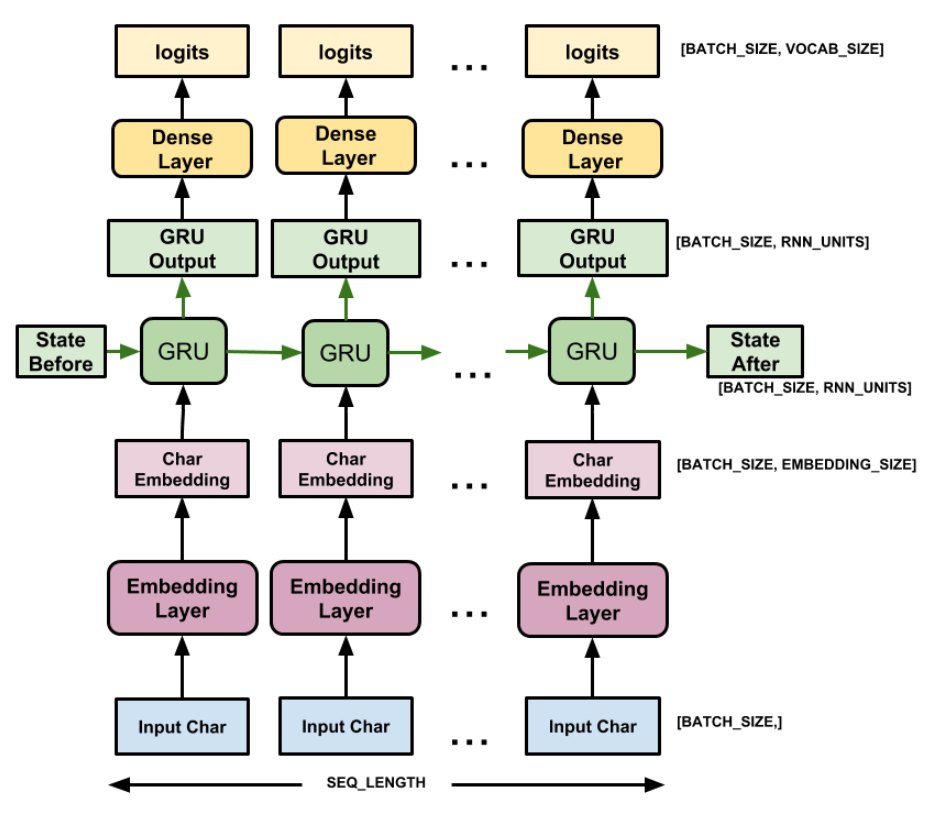 logits
logits
...
logits
[BATCH_SIZE, VOCAB_SIZE]
Dense
Layer
Dense
Layer
...
Dense
Layer
GRU
Output
GRU
Output
...
GRU
Output
[BATCH_SIZE, RNN_UNITS]
State
Before
GRU
GRU
...
GRU
State
After
[BATCH_SIZE, RNN_UNITS]
Char
Embedding
Char
Embedding
...
Char
Embedding
[BATCH_SIZE, EMBEDDING_SIZE]
Embedding
Layer
Embedding
Layer
...
Embedding
Layer
Input Char
Input Char
...
Input Char
[BATCH_SIZE,]
SEQ_LENGTH